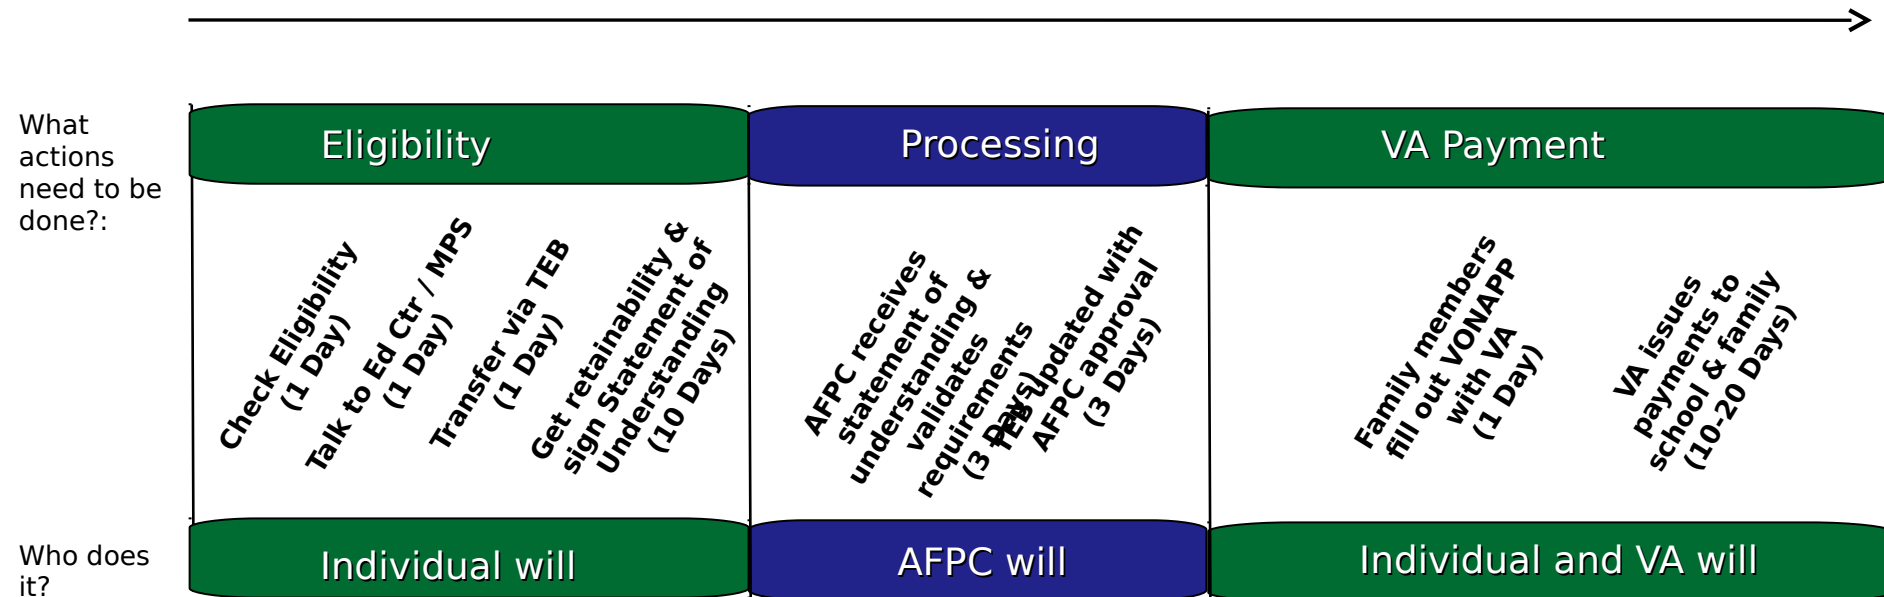 What
actions
need to be
done?:
Eligibility
Processing
VA Payment
Check Eligibility
(1 Day)
Talk to Ed Ctr / MPS
(1 Day)
Transfer via TEB
(1 Day)
Get retainability &
sign Statement of
Understanding
(10 Days)
AFPC receives
statement of
understanding &
validates
requirements
(3 Days)
TEB updated with
AFPC approval
(3 Days)
Family members
fill out VONAPP
with VA
(1 Day)
VA issues
payments to
school & family
(10-20 Days)
Who does
it?
Individual will
AFPC will
Individual and VA will